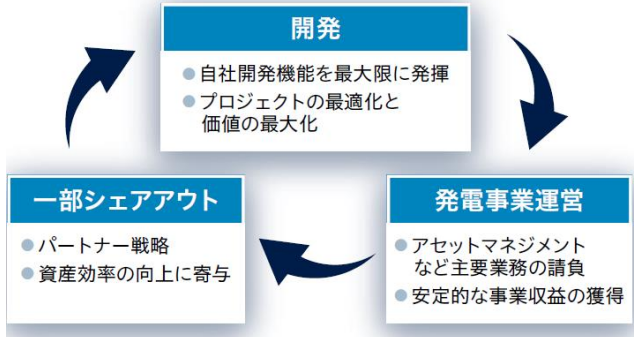 開発
●自社開発機能を最大限に発揮
●プロジェクトの最適化と
価値の最大化
一部シェアアウト
●パートナー戦略
●資産効率の向上に寄与
発電事業運営
●アセットマネジメント
など主要業務の請負
●安定的な事業収益の獲得